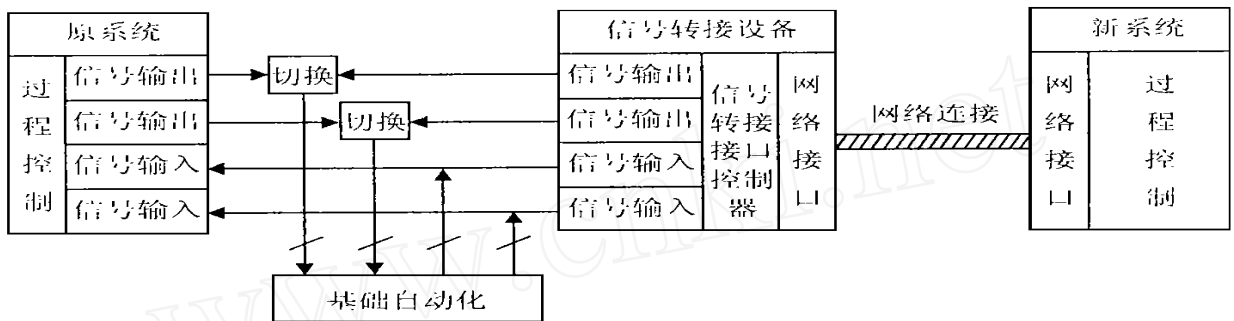 原系统
过程控制
信号输出
信号输出
信号输入
信号输入
切换
切换
信号转接设备
信号输出
信号输出
信号输入
信号输入
信号转接接口控制器
网络接口
网络连接
新系统
网络接口
过程控制
基础自动化
www.cnki.net